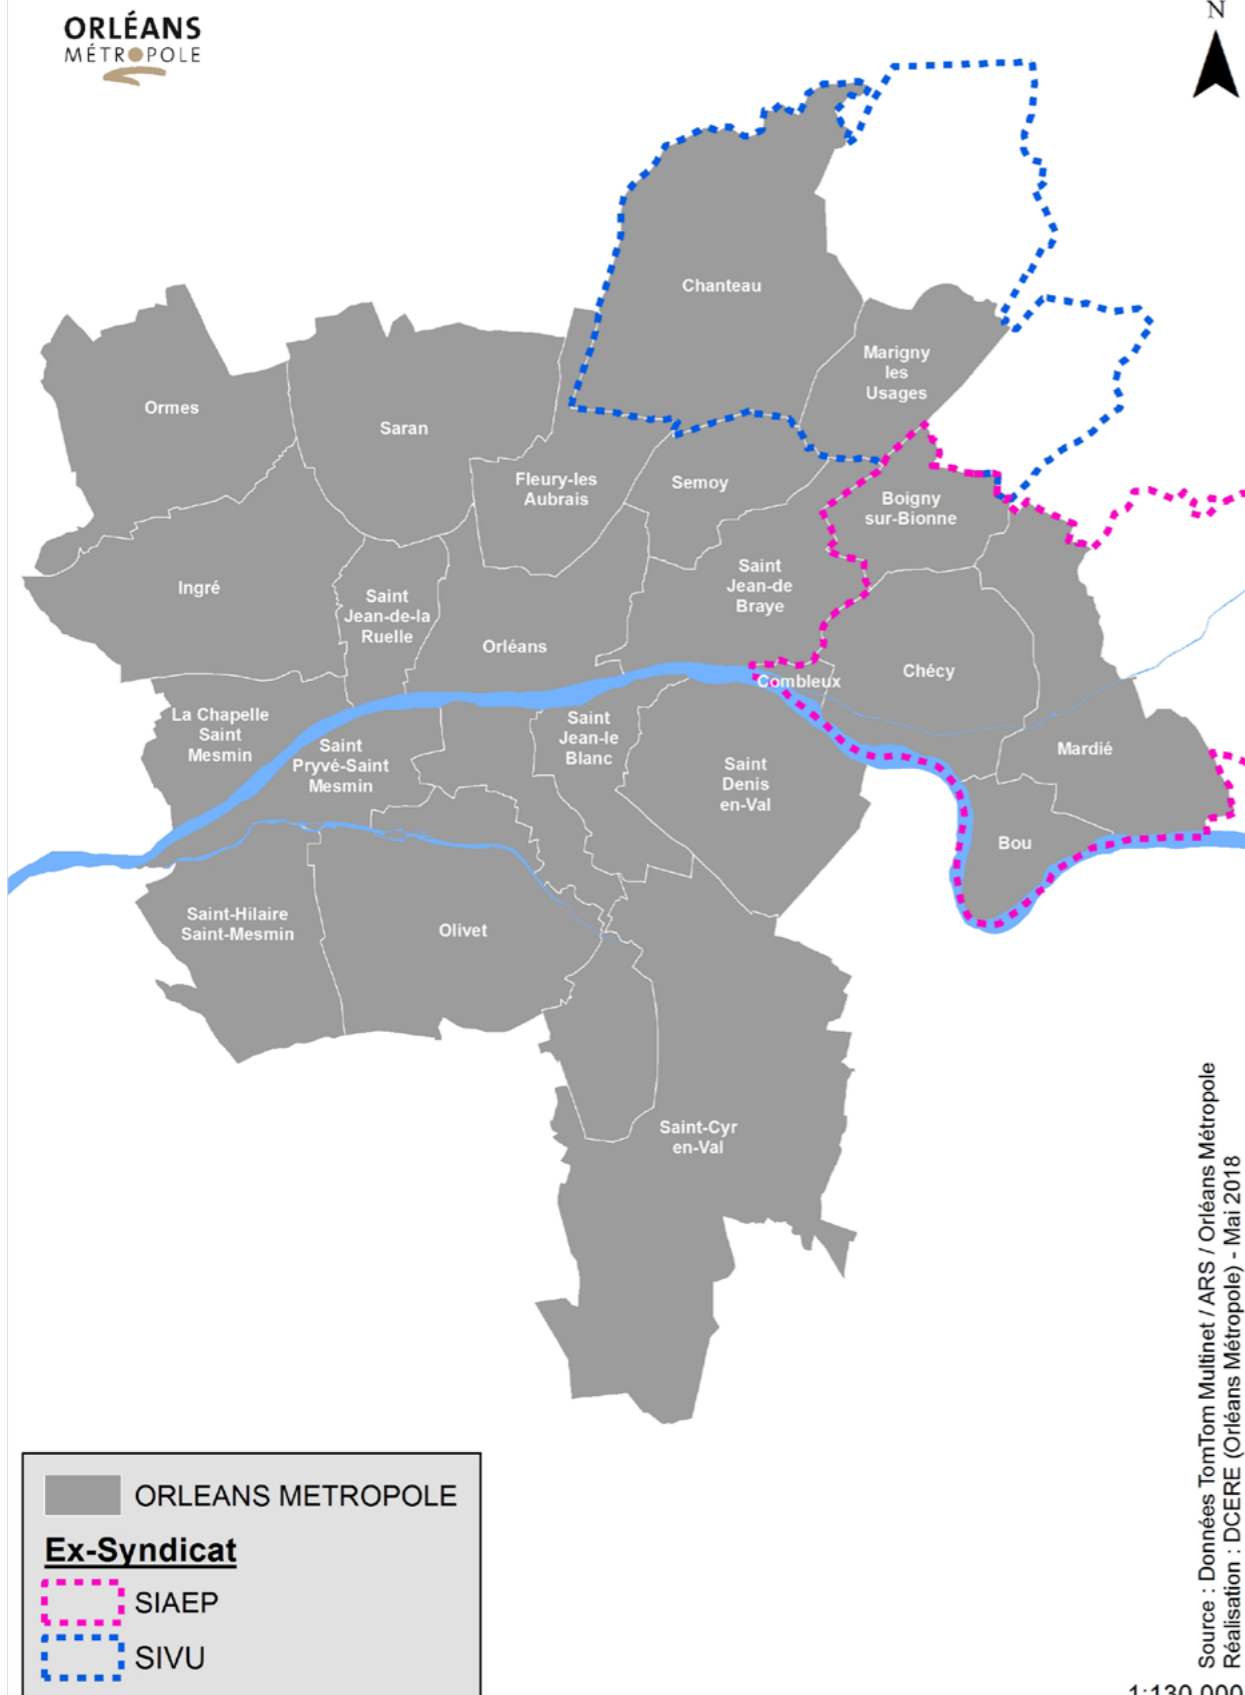 ORLÉANS
MÉTROPOLE
N
Chanteau
Marigny
les
Usages
Ormes
Saran
Fleury-les
Aubrais
Semoy
Boigny
sur-Bionne
Ingré
Saint
Jean-de-la
Ruelle
Saint
Jean-de
Braye
Orléans
Combleux
Chécy
La Chapelle
Saint
Mesmin
Saint
Pryvé-Saint
Mesmin
Saint
Jean-le
Blanc
Saint
Denis
en-Val
Mardié
Bou
Saint-Hilaire
Saint-Mesmin
Olivet
Saint-Cyr
en-Val
ORLEANS METROPOLE
Ex-Syndicat
SIAEP
SIVU
Source : Données TomTom Multinet / ARS / Orléans Métropole
Réalisation : DCERE (Orléans Métropole) - Mai 2018
1:130 000